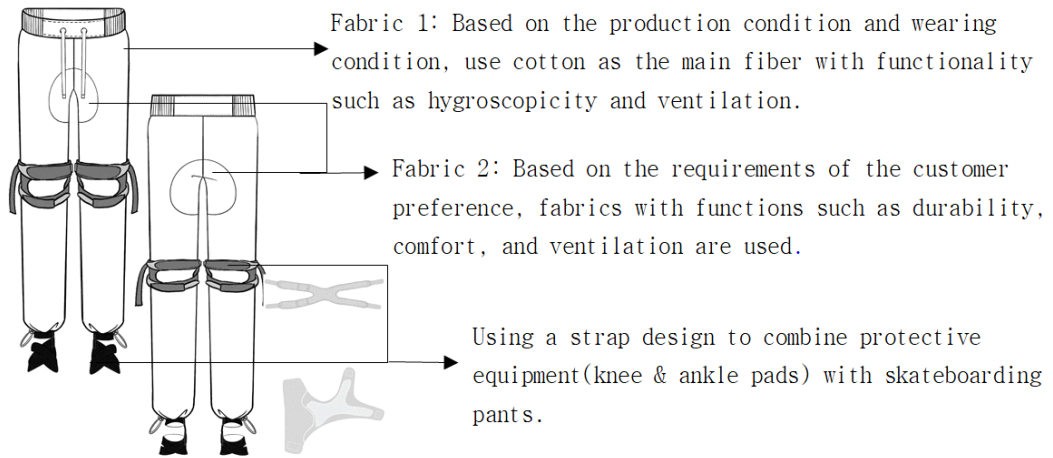 Fabric 1: Based on the production condition and wearing
condition, use cotton as the main fiber with functionality
such as hygroscopicity and ventilation.
Fabric 2: Based on the requirements of the customer
preference, fabrics with functions such as durability,
comfort, and ventilation are used.
Using a strap design to combine protective
equipment(knee & ankle pads) with skateboarding
pants.